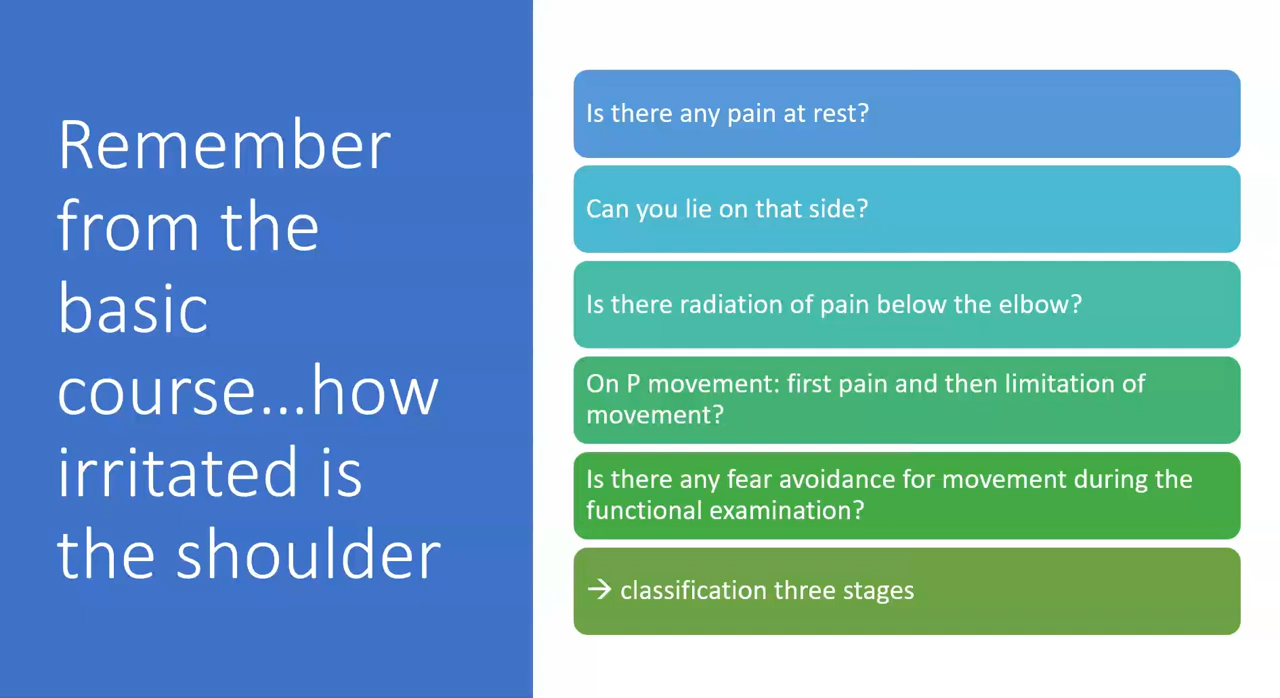 Remember
from the
basic
course...how
irritated is
the shoulder
Is there any pain at rest?
Can you lie on that side?
Is there radiation of pain below the elbow?
On P movement: first pain and then limitation of
movement?
Is there any fear avoidance for movement during the
functional examination?
→ classification three stages